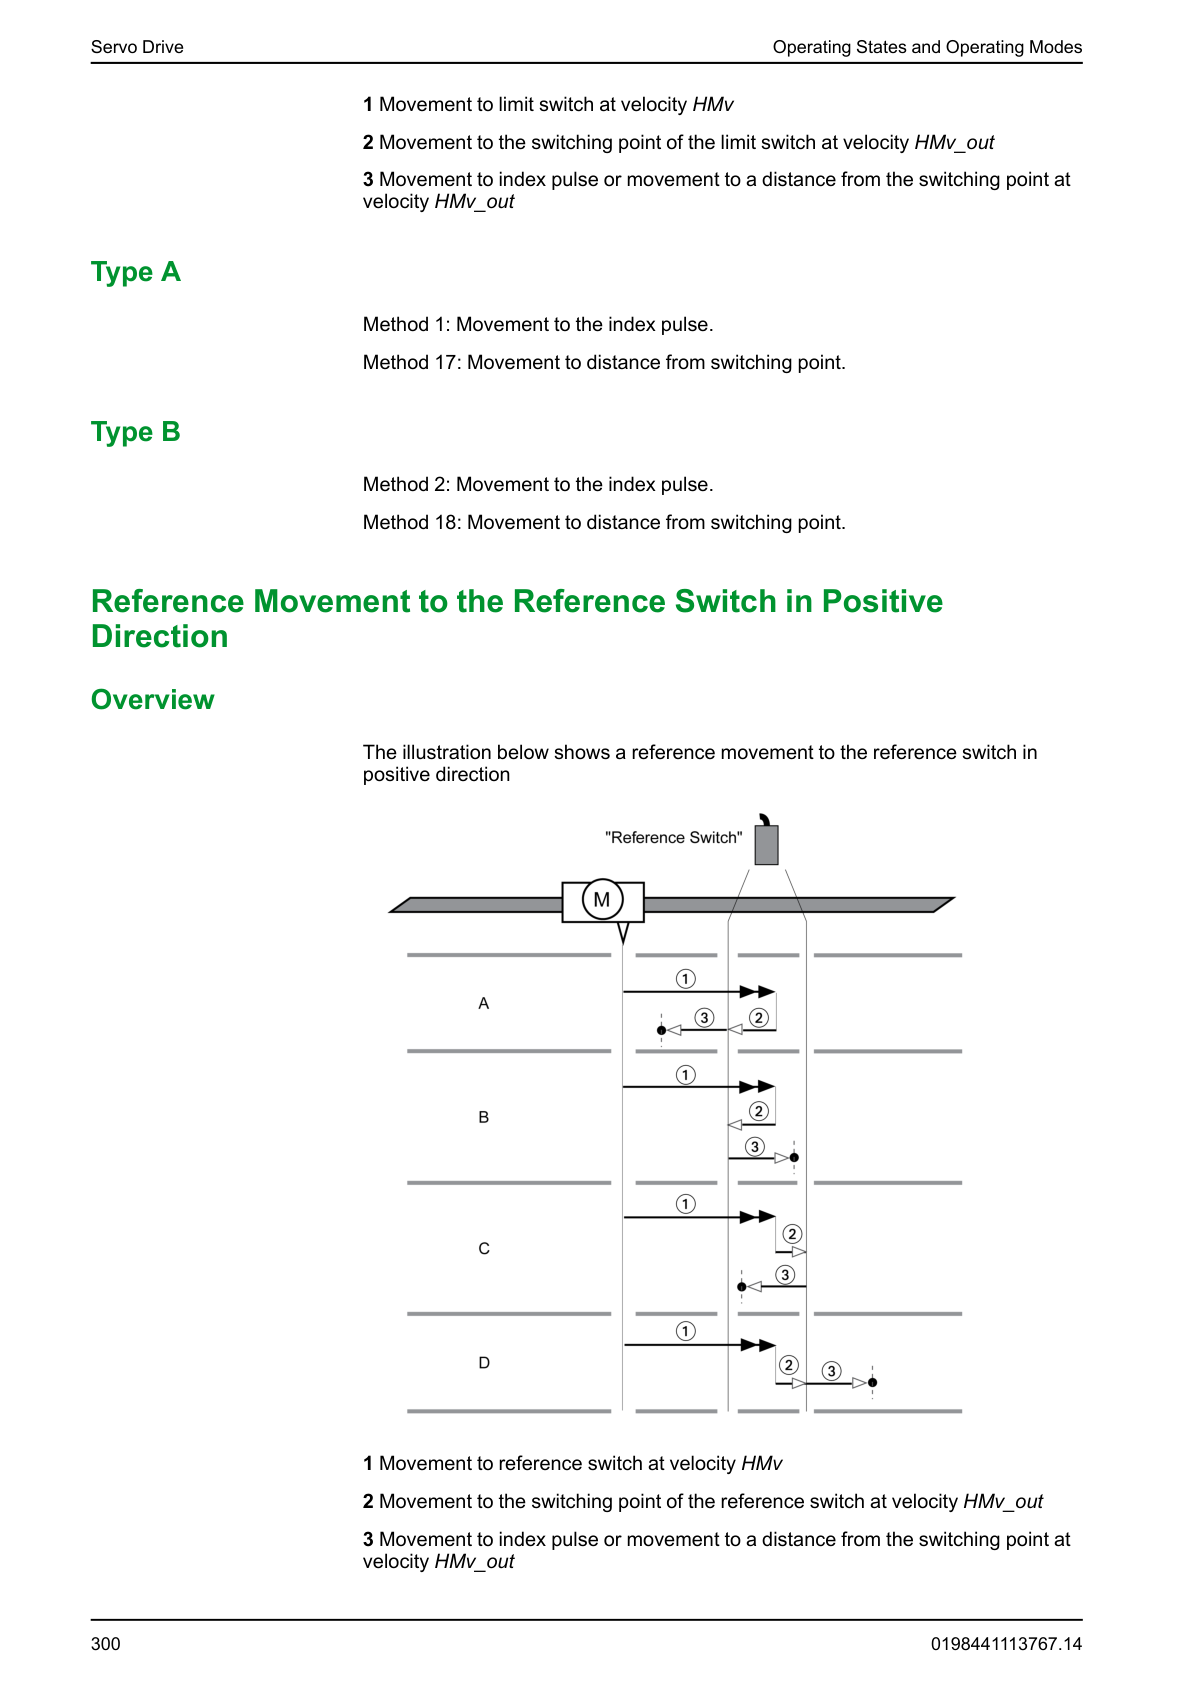 Servo Drive
Operating States and Operating Modes
1 Movement to limit switch at velocity HMv
2 Movement to the switching point of the limit switch at velocity HMv_out
3 Movement to index pulse or movement to a distance from the switching point at
velocity HMv_out
Type A
Method 1: Movement to the index pulse.
Method 17: Movement to distance from switching point.
Type B
Method 2: Movement to the index pulse.
Method 18: Movement to distance from switching point.
Reference Movement to the Reference Switch in Positive
Direction
Overview
The illustration below shows a reference movement to the reference switch in
positive direction
"Reference Switch"
M
1
A
3 2
1
2
B
3
1
2
C
3
1
D
2 3
1 Movement to reference switch at velocity HMv
2 Movement to the switching point of the reference switch at velocity HMv_out
3 Movement to index pulse or movement to a distance from the switching point at
velocity HMv_out
300
0198441113767.14